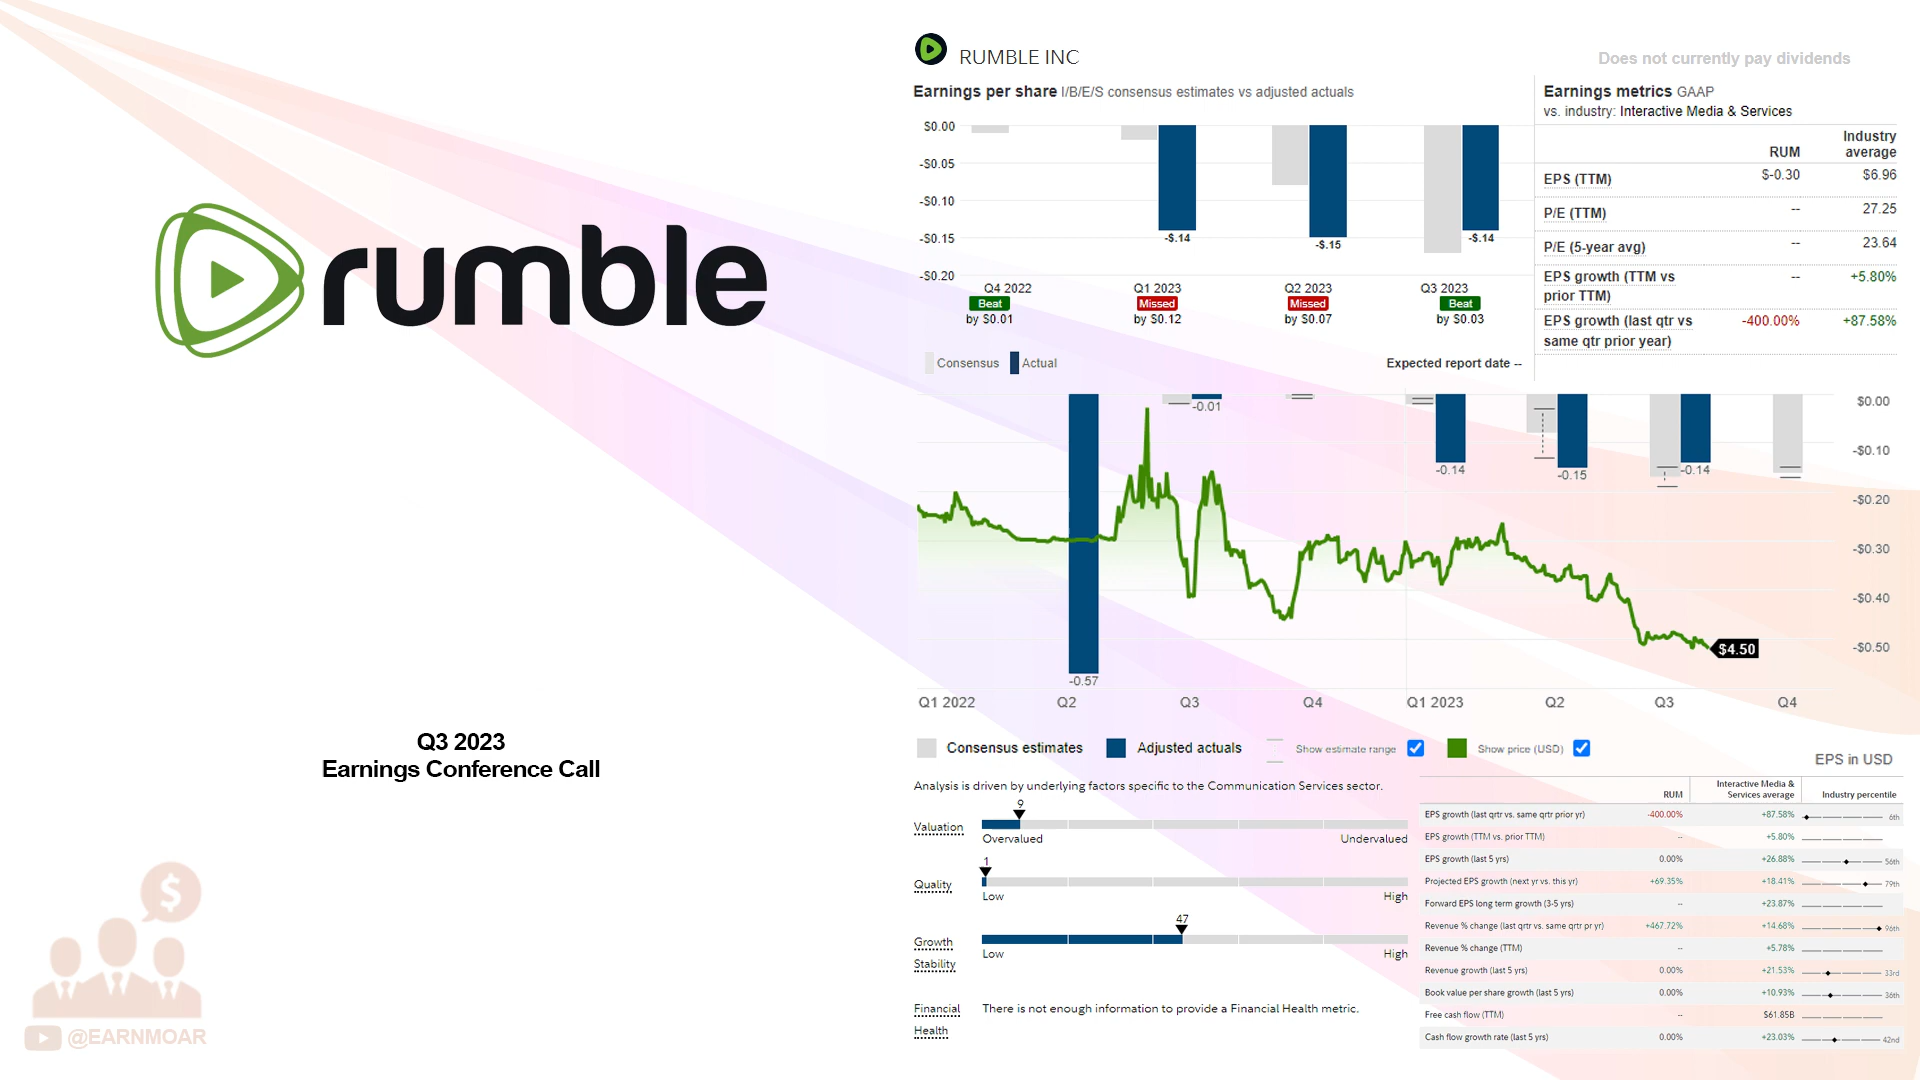 rumble
Q3 2023
Earnings Conference Call
@EARNMOAR
RUMBLE INC
Does not currently pay dividends
Earnings per share I/B/E/S consensus estimates vs adjusted actuals
$0.00
-$0.05
-$0.10
-$0.15
-$0.20
-$.14
-$.15
-$.14
Q4 2022 Q1 2023 Q2 2023 Q3 2023
Beat Missed Missed Beat
by $0.01 by $0.12 by $0.07 by $0.03
Consensus Actual
Expected report date --
Earnings metrics GAAP
vs. industry: Interactive Media & Services
RUM Industry average
EPS (TTM) $-0.30 $6.96
P/E (TTM) -- 27.25
P/E (5-year avg) -- 23.64
EPS growth (TTM vs prior TTM) -- +5.80%
EPS growth (last qtr vs same qtr prior year) -400.00% +87.58%
-0.57
-0.01
-0.14
-0.15
-0.14
$4.50
$0.00
-$0.10
-$0.20
-$0.30
-$0.40
-$0.50
Q1 2022 Q2 Q3 Q4 Q1 2023 Q2 Q3 Q4
Consensus estimates Adjusted actuals Show estimate range Show price (USD)
EPS in USD
Analysis is driven by underlying factors specific to the Communication Services sector.
9
Valuation
Overvalued Undervalued
1
Quality
Low High
47
Growth
Stability
Low High
Financial
Health
There is not enough information to provide a Financial Health metric.
RUM Interactive Media & Services average Industry percentile
EPS growth (last qrtr vs. same qrtr prior yr) -400.00% +87.58% 6th
EPS growth (TTM vs. prior TTM) -- +5.80%
EPS growth (last 5 yrs) 0.00% +26.88% 56th
Projected EPS growth (next yr vs. this yr) +69.35% +18.41% 79th
Forward EPS long term growth (3-5 yrs) -- +23.87%
Revenue % change (last qrtr vs. same qrtr pr yr) +467.72% +14.68% 96th
Revenue % change (TTM) -- +5.78%
Revenue growth (last 5 yrs) 0.00% +21.53% 33rd
Book value per share growth (last 5 yrs) 0.00% +10.93% 36th
Free cash flow (TTM) -- $61.85B
Cash flow growth rate (last 5 yrs) 0.00% +23.03% 42nd